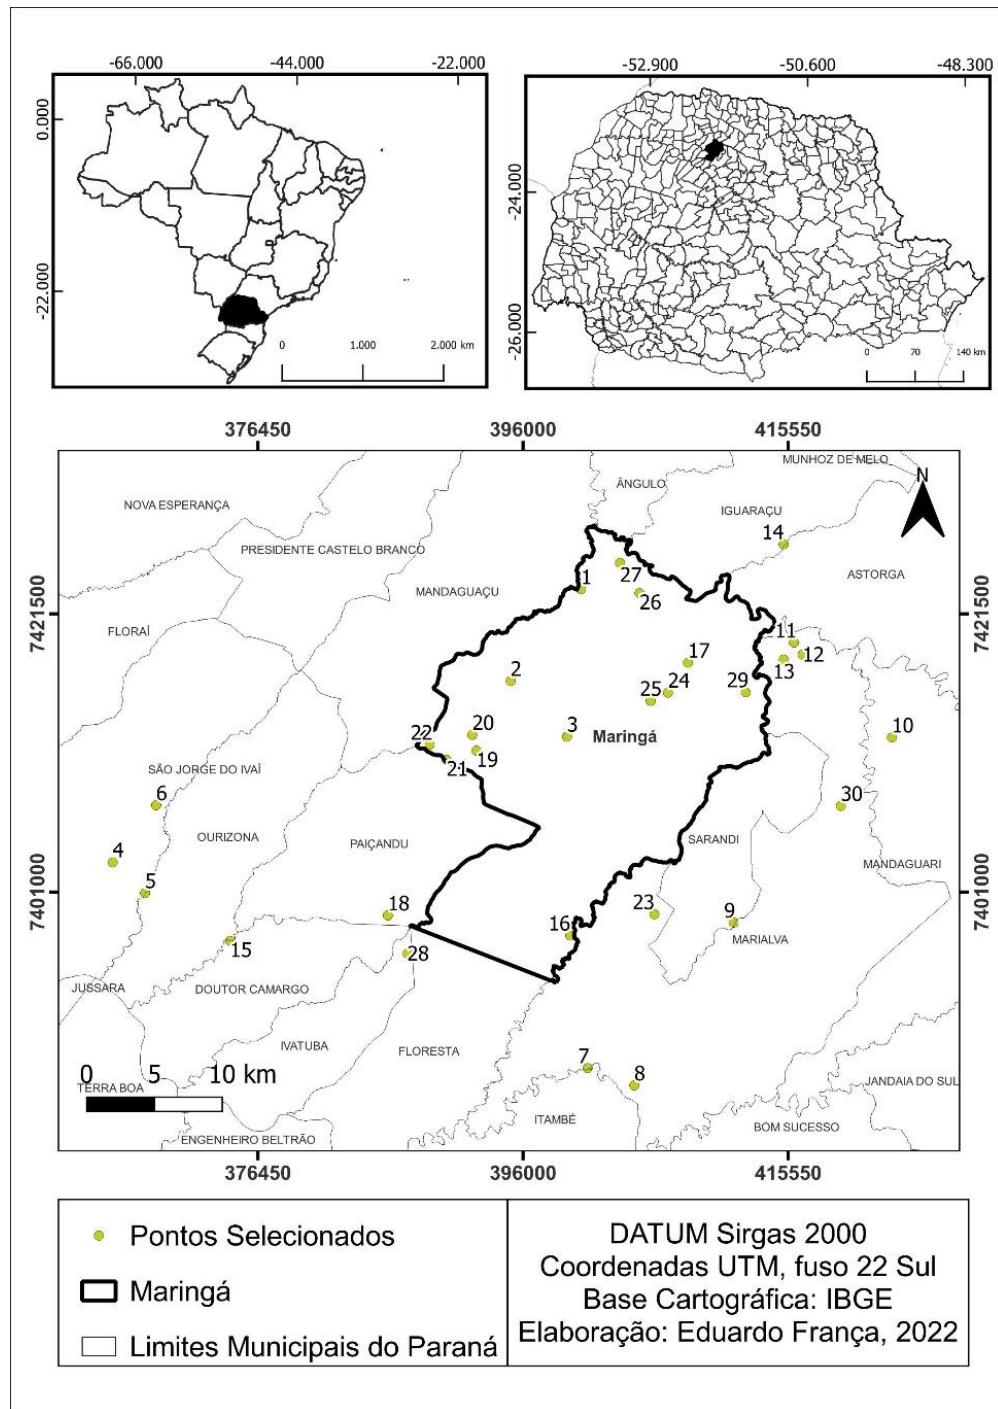 -66.000 -44.000 -22.000
0.000
-22.000
0 1.000 2.000 km
-52.900 -50.600 -48.300
-24.000
-26.000
0 70 140 km
376450 396000 415550
MUNHOZ DE MELO
N
ÂNGULO
NOVA ESPERANÇA
IGUARAÇU
14
PRESIDENTE CASTELO BRANCO
27
ASTORGA
1
MANDAGUAÇU
26
7421500
7421500
FLORAÍ
11
12
17
13
2
24
29
25
20
3
Maringá
10
22
19
21
SÃO JORGE DO IVAÍ
6
30
OURIZONA
PAIÇANDU
SARANDI
4
MANDAGUARI
5
7401000
7401000
18
23
9
16
15
MARIALVA
28
JUSSARA
DOUTOR CAMARGO
IVATUBA
FLORESTA
7
8
0 5 10 km
TERRA BOA
JANDAIA DO SUL
ITAMBÉ
BOM SUCESSO
ENGENHEIRO BELTRÃO
376450 396000 415550
Pontos Selecionados
Maringá
Limites Municipais do Paraná
DATUM Sirgas 2000
Coordenadas UTM, fuso 22 Sul
Base Cartográfica: IBGE
Elaboração: Eduardo França, 2022